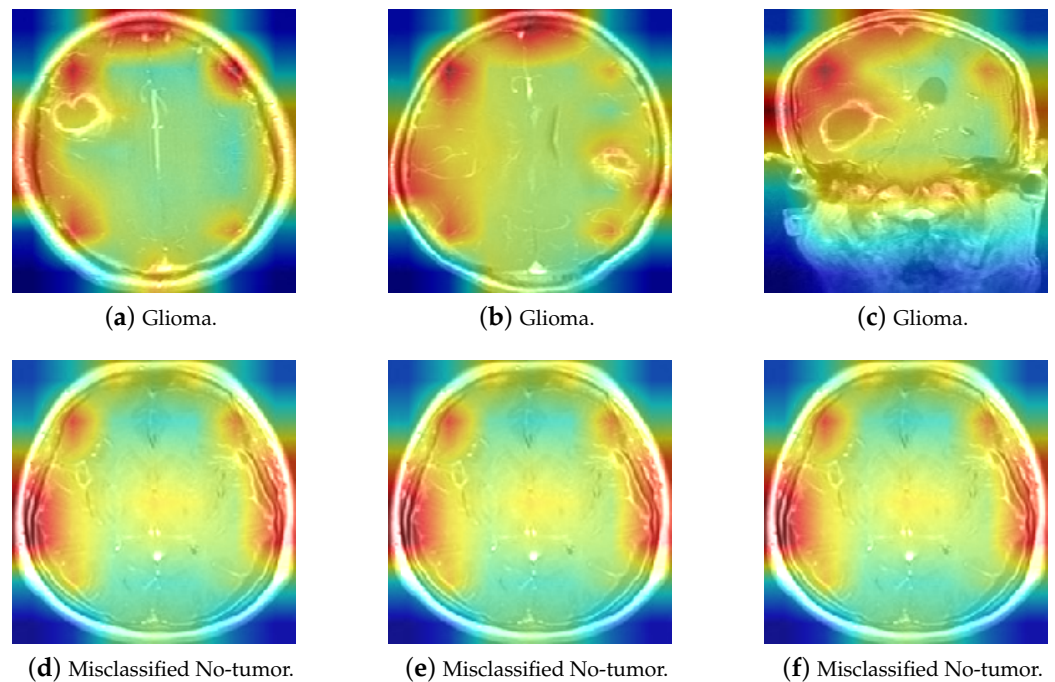 (a) Glioma.
(b) Glioma.
(c) Glioma.
(d) Misclassified No-tumor.
(e) Misclassified No-tumor.
(f) Misclassified No-tumor.